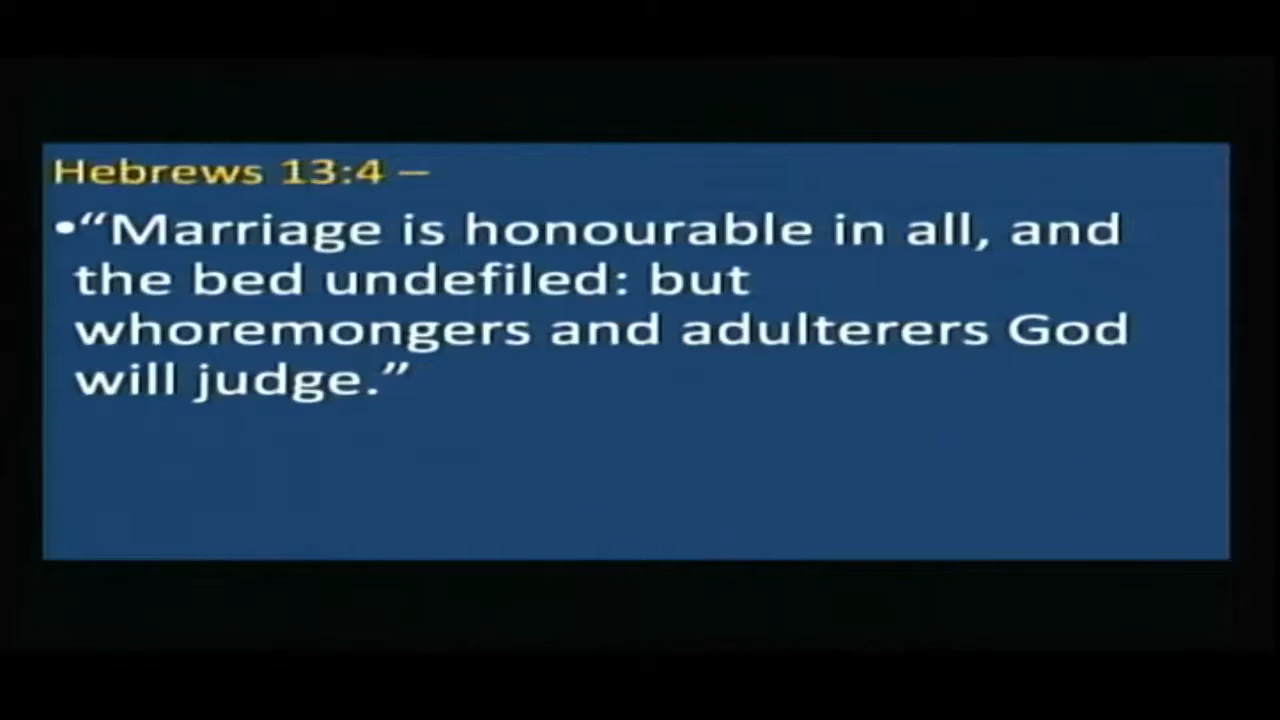 Hebrews 13:4 –
•“Marriage is honourable in all, and
the bed undefiled: but
whoremongers and adulterers God
will judge.”